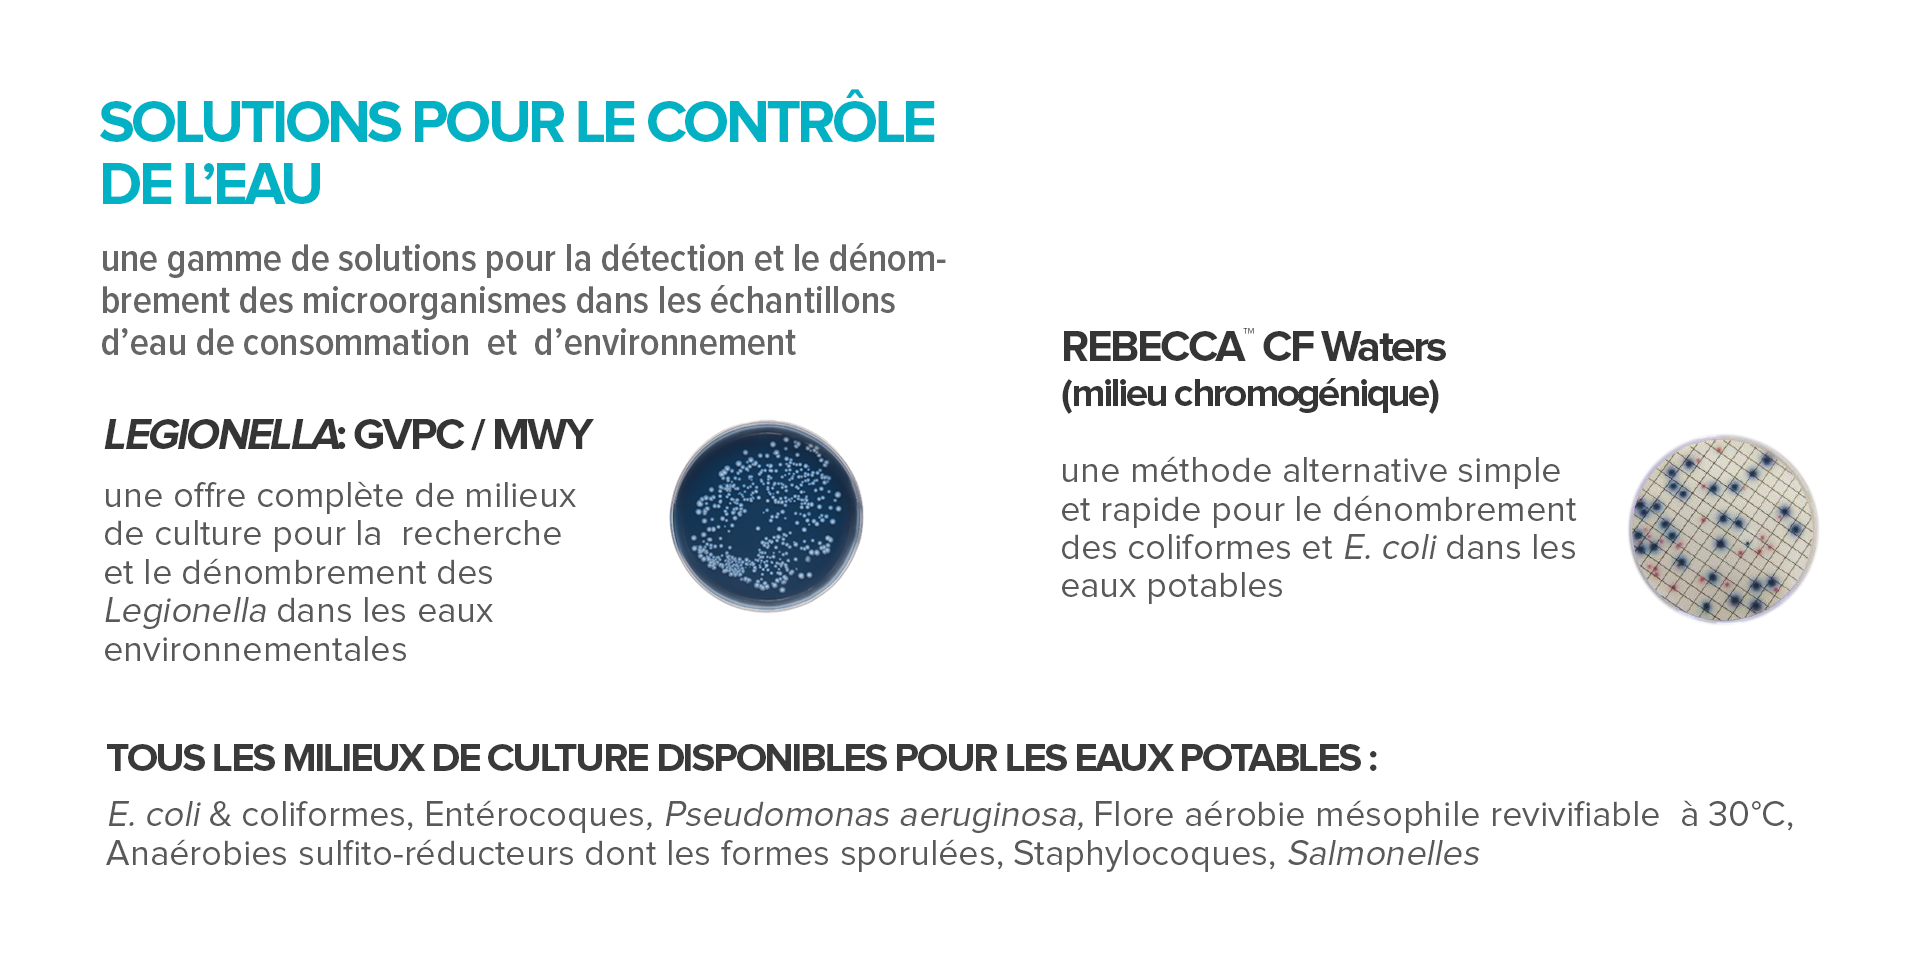 SOLUTIONS POUR LE CONTRÔLE
DE L’EAU
une gamme de solutions pour la détection et le dénom-
brement des microorganismes dans les échantillons
d’eau de consommation et d’environnement
LEGIONELLA: GVPC / MWY
une offre complète de milieux
de culture pour la recherche
et le dénombrement des
Legionella dans les eaux
environnementales
REBECCA™ CF Waters
(milieu chromogénique)
une méthode alternative simple
et rapide pour le dénombrement
des coliformes et E. coli dans les
eaux potables
TOUS LES MILIEUX DE CULTURE DISPONIBLES POUR LES EAUX POTABLES :
E. coli & coliformes, Entérocoques, Pseudomonas aeruginosa, Flore aérobie mésophile revivifiable à 30°C,
Anaérobies sulfito-réducteurs dont les formes sporulées, Staphylocoques, Salmonelles